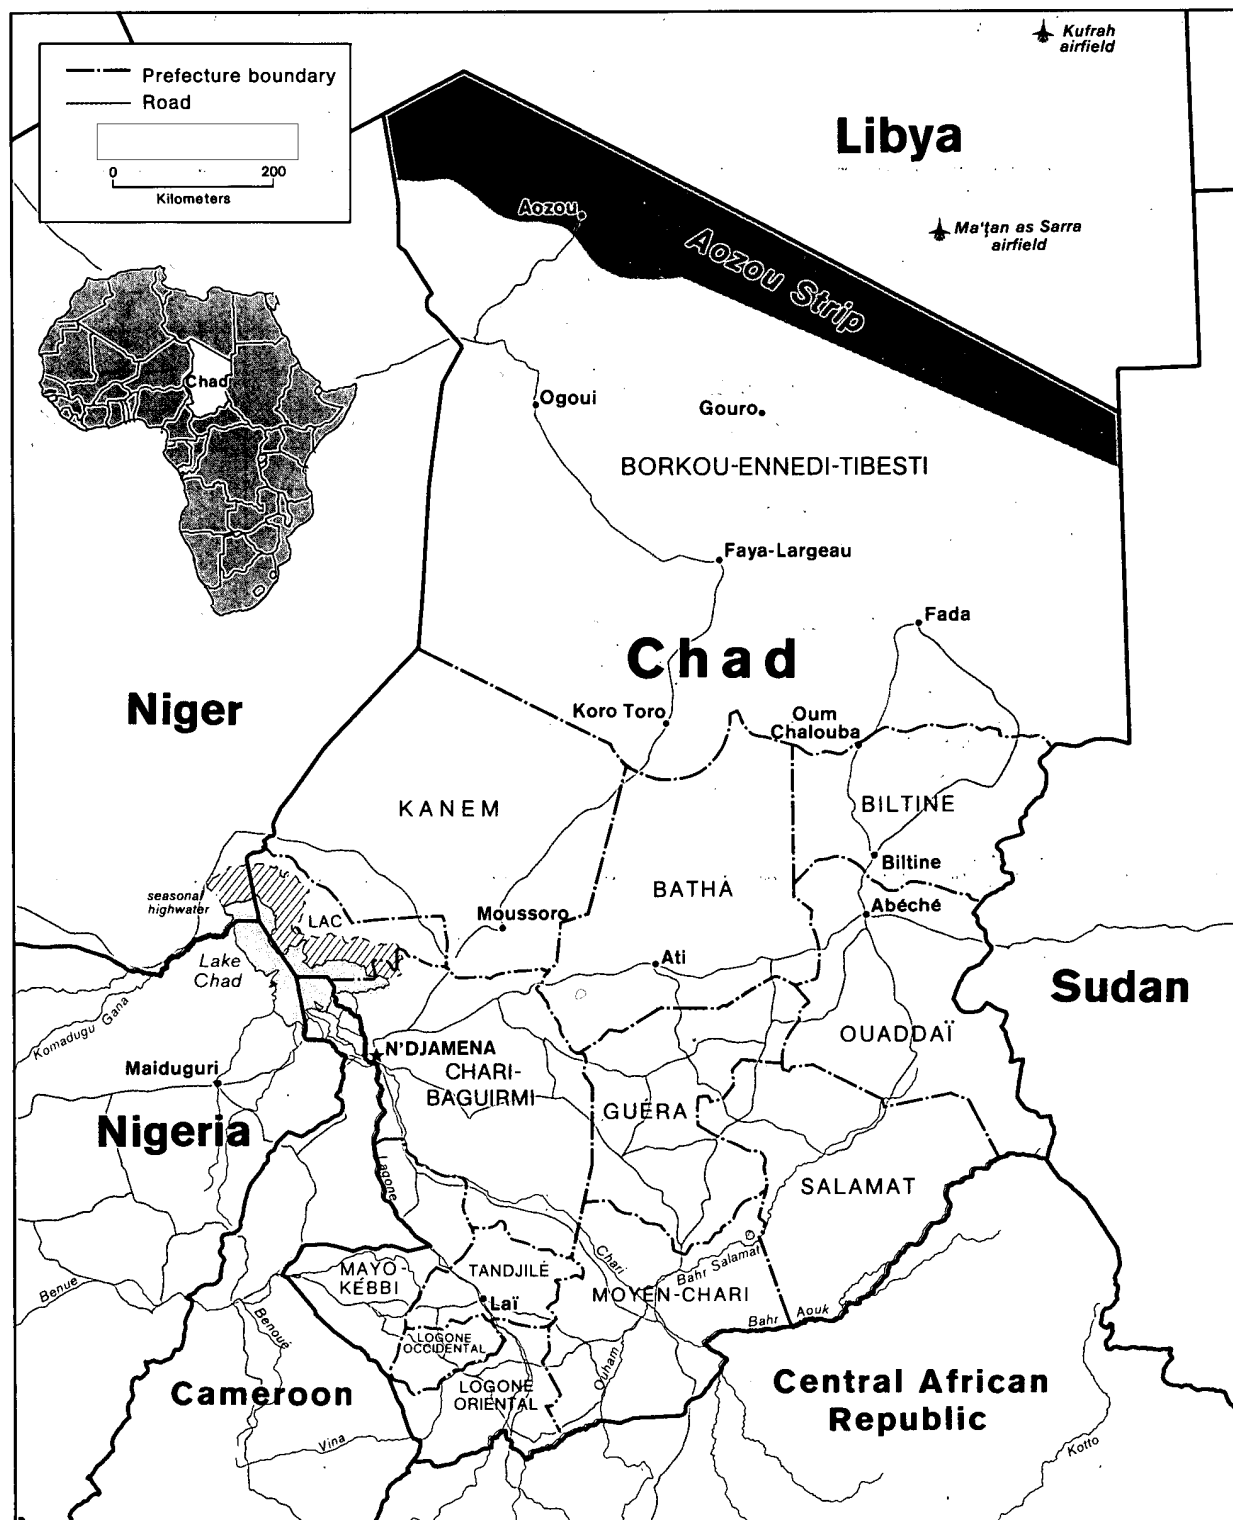 Kufrah
airfield
Prefecture boundary
Road
0 200
Kilometers
Libya
Aozou
Aozou Strip
Ma'ţan as Sarra
airfield
Chad
Ogoui
Gouro
BORKOU-ENNEDI-TIBESTI
Faya-Largeau
Fada
Chad
Niger
Koro Toro
Oum
Chalouba
KANEM
BILTINE
Biltine
BATHA
seasonal
highwater
LAC
Moussoro
Abéché
Lake
Chad
Ati
Sudan
Komadugu Gana
OUADDAÏ
N'DJAMENA
Maiduguri
CHARI-
BAGUIRMI
GUÉRA
Nigeria
Logone
SALAMAT
Chari
Bahr Salamat
MAYO-
KÉBBI
TANDJILÉ
MOYEN-CHARI
Benue
Laï
Bahr Aouk
Benoué
LOGONE
OCCIDENTAL
Ouham
Cameroon
LOGONE
ORIENTAL
Central African
Republic
Vina
Kotto